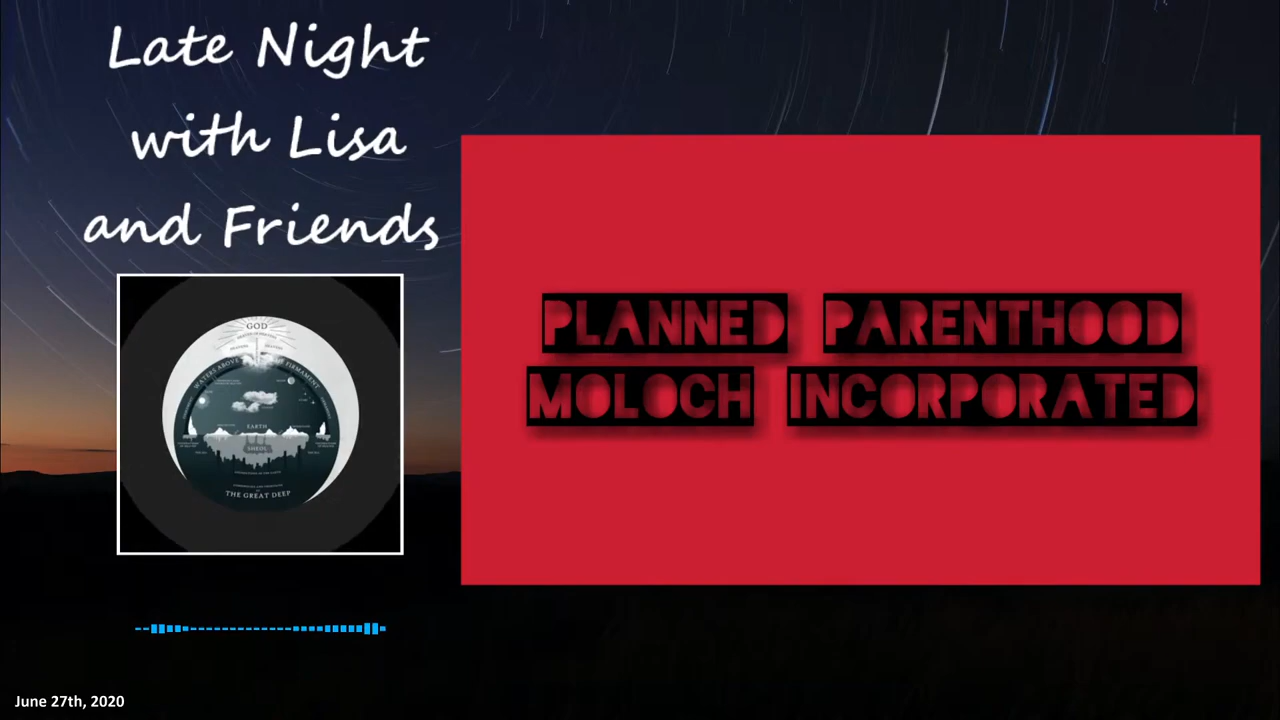 Late Night
with Lisa
and Friends
PLANNED PARENTHOOD
MOLOCH INCORPORATED
GOD
WATERS ABOVE
FIRMAMENT
EARTH
SHEOL
THE GREAT DEEP
June 27th, 2020